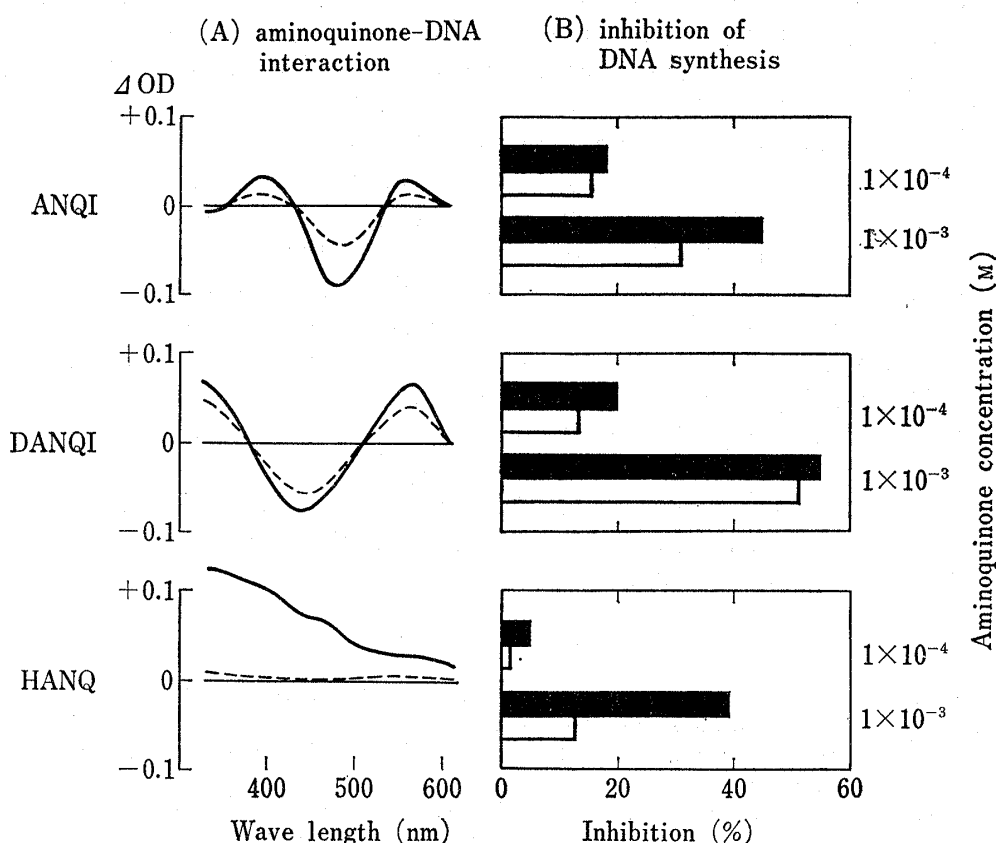 (A) aminoquinone-DNA
interaction
(B) inhibition of
DNA synthesis
Δ OD
+0.1
ANQI
0
−0.1
1×10⁻⁴
1×10⁻³
+0.1
DANQI
0
−0.1
1×10⁻⁴
1×10⁻³
+0.1
HANQ
0
−0.1
1×10⁻⁴
1×10⁻³
400 500 600
Wave length (nm)
0 20 40 60
Inhibition (%)
Aminoquinone concentration (M)